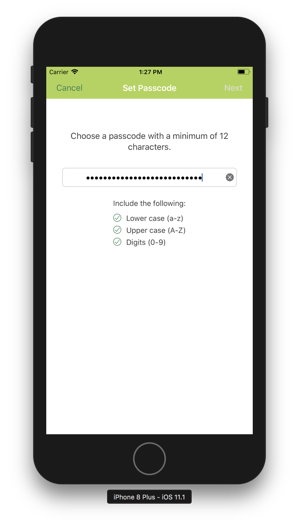 Carrier 1:27 PM
Cancel Set Passcode Next
Choose a passcode with a minimum of 12
characters.
••••••••••••••••••••••••••••
Include the following:
Lower case (a-z)
Upper case (A-Z)
Digits (0-9)
iPhone 8 Plus - iOS 11.1